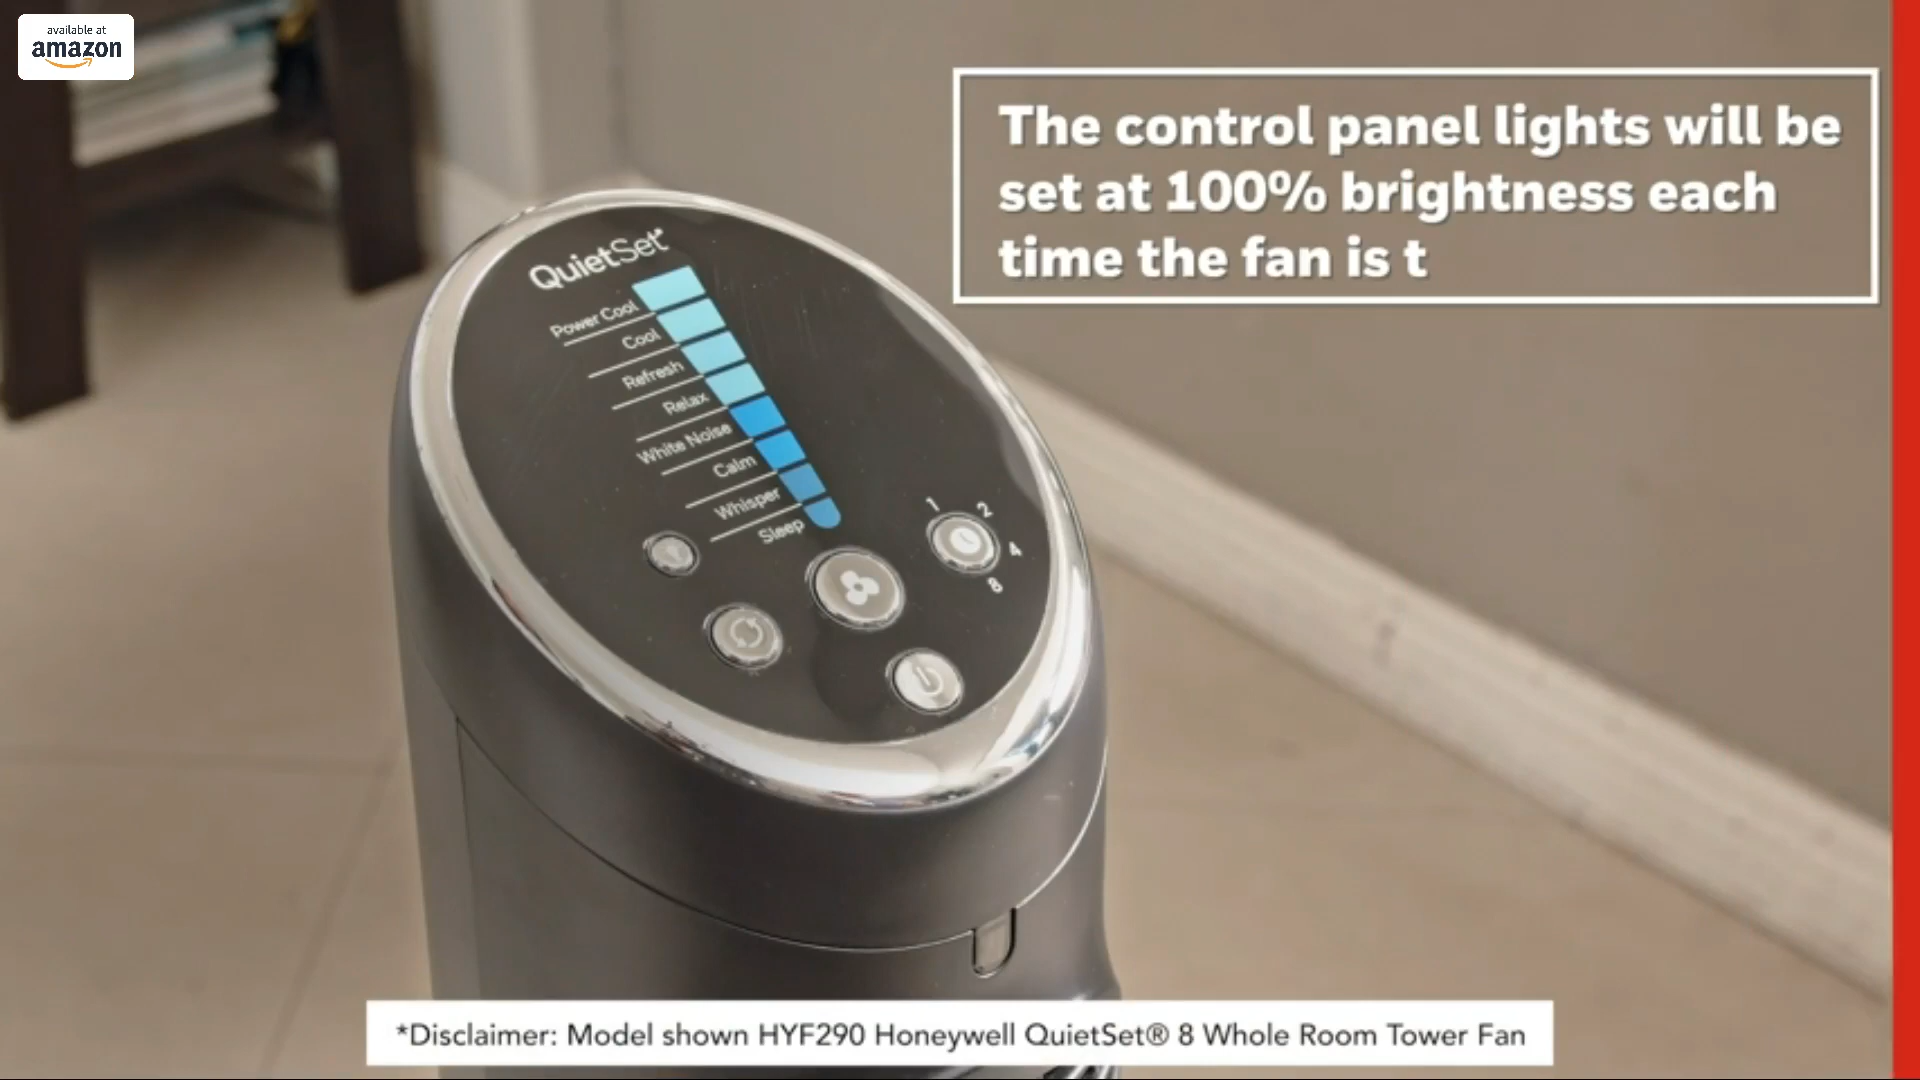 available at
amazon
The control panel lights will be
set at 100% brightness each
time the fan is t
QuietSet
Power Cool
Cool
Refresh
Relax
White Noise
Calm
Whisper
Sleep
1
2
4
8
*Disclaimer: Model shown HYF290 Honeywell QuietSet® 8 Whole Room Tower Fan